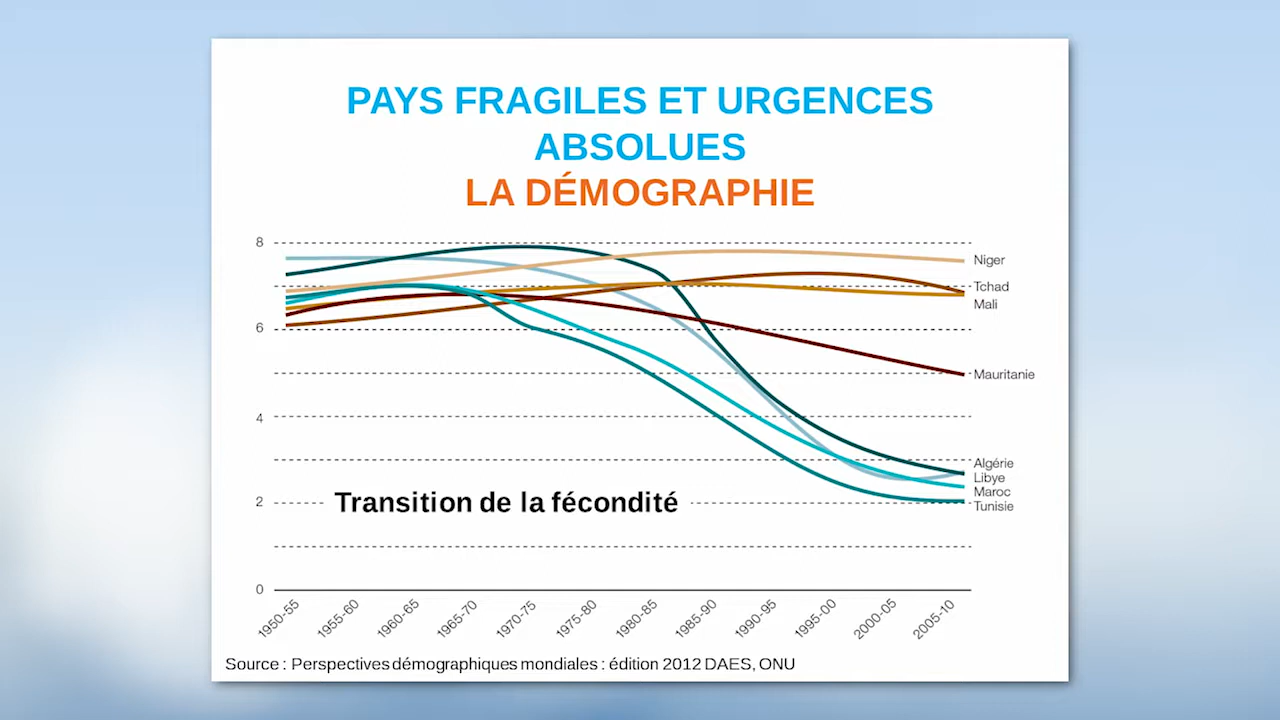 PAYS FRAGILES ET URGENCES
ABSOLUES
LA DÉMOGRAPHIE
8
6
4
2
0
Niger
Tchad
Mali
Mauritanie
Algérie
Libye
Maroc
Tunisie
Transition de la fécondité
1950-55
1955-60
1960-65
1965-70
1970-75
1975-80
1980-85
1985-90
1990-95
1995-00
2000-05
2005-10
Source : Perspectives démographiques mondiales : édition 2012 DAES, ONU